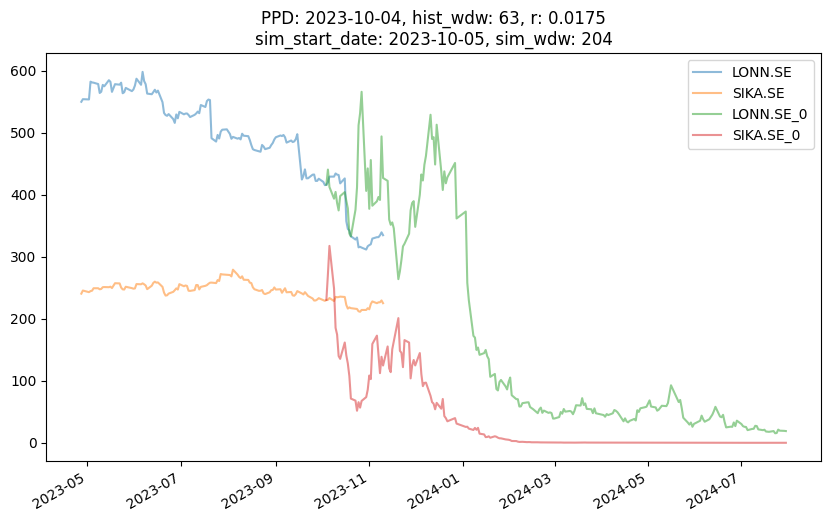 PPD: 2023-10-04, hist_wdw: 63, r: 0.0175
sim_start_date: 2023-10-05, sim_wdw: 204
LONN.SE
SIKA.SE
LONN.SE_0
SIKA.SE_0
600
500
400
300
200
100
0
2023-05
2023-07
2023-09
2023-11
2024-01
2024-03
2024-05
2024-07